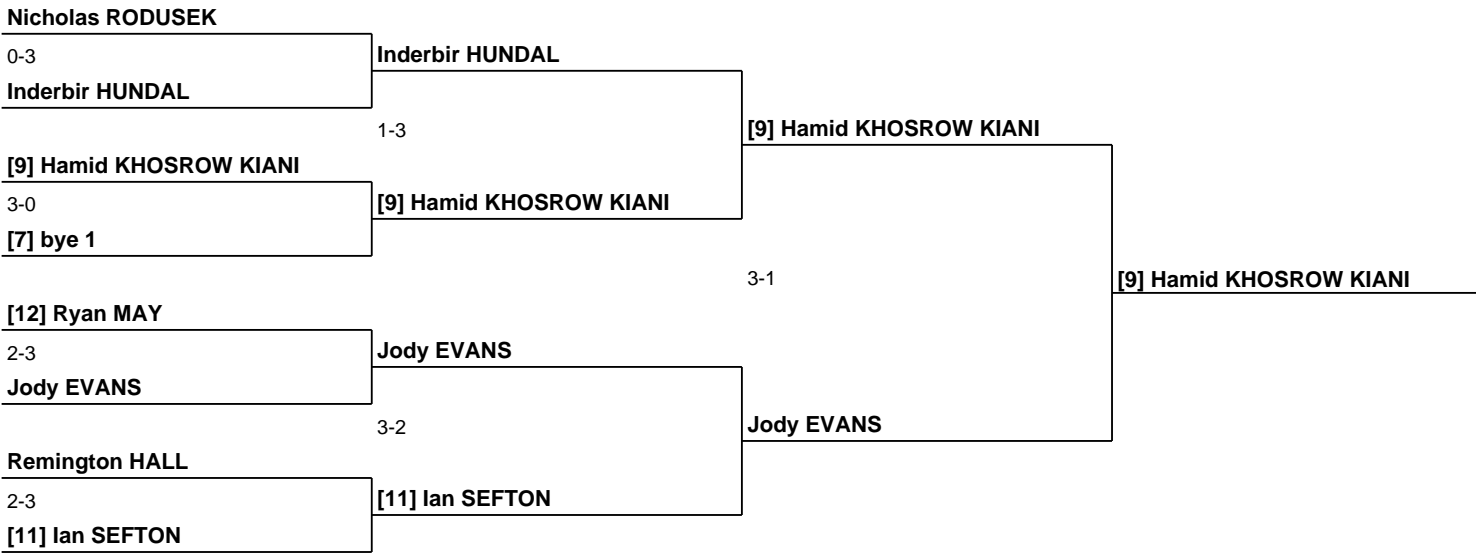 Nicholas RODUSEK
0-3
Inderbir HUNDAL
[9] Hamid KHOSROW KIANI
3-0
[7] bye 1
[12] Ryan MAY
2-3
Jody EVANS
Remington HALL
2-3
[11] Ian SEFTON
Inderbir HUNDAL
1-3
[9] Hamid KHOSROW KIANI
Jody EVANS
3-2
[11] Ian SEFTON
[9] Hamid KHOSROW KIANI
3-1
Jody EVANS
[9] Hamid KHOSROW KIANI